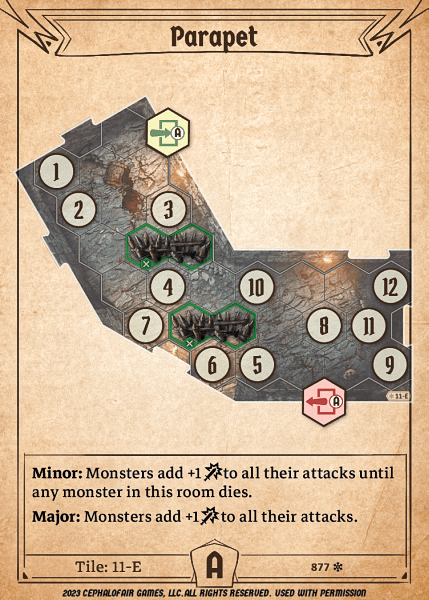 Parapet
A
1
2
3
4
10
12
7
8
11
6
5
9
11-E
A
Minor: Monsters add +1 to all their attacks until
any monster in this room dies.
Major: Monsters add +1 to all their attacks.
Tile: 11-E
A
877
2023 CEPHALOFAIR GAMES, LLC. ALL RIGHTS RESERVED. USED WITH PERMISSION